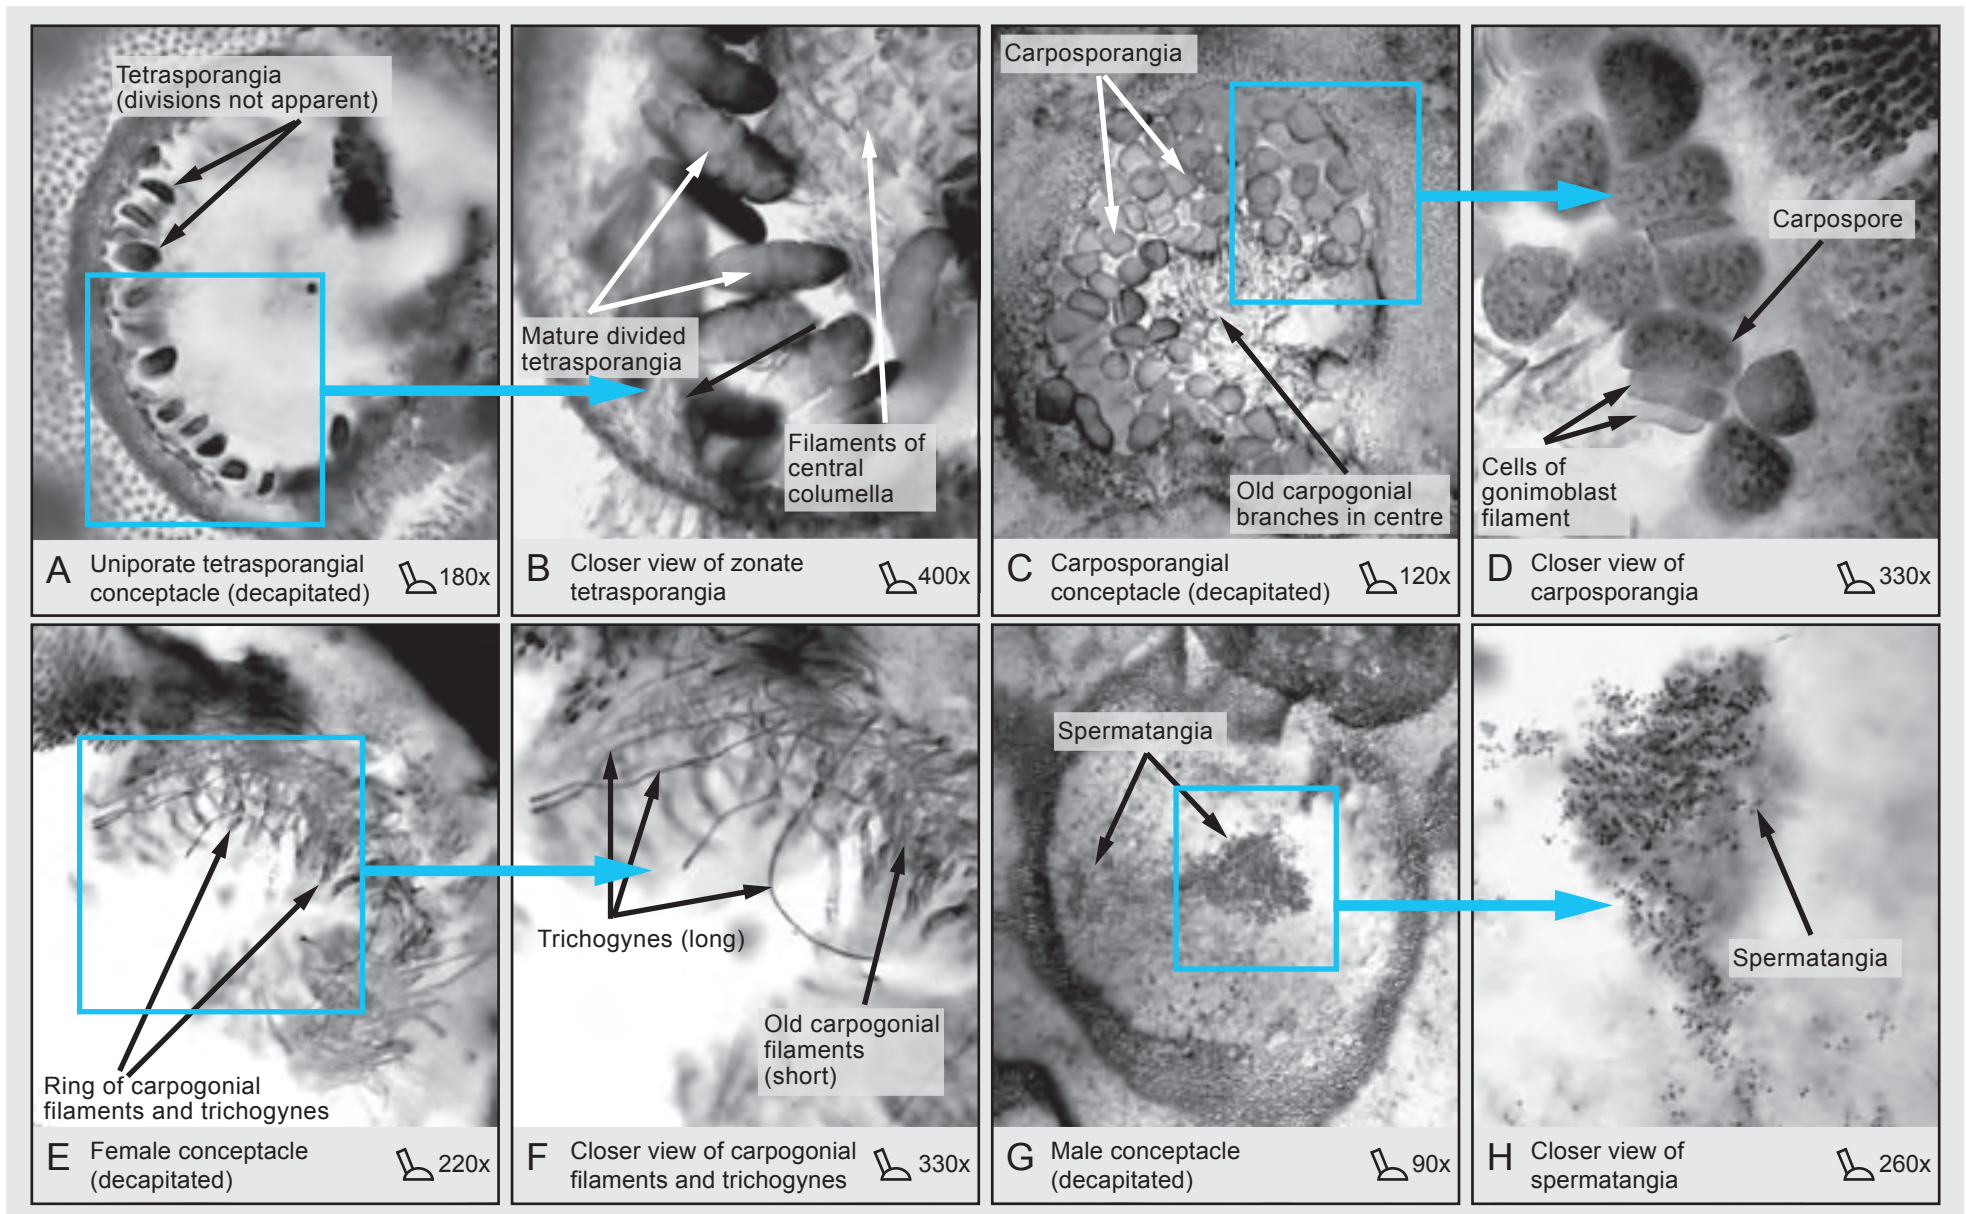 Tetrasporangia
(divisions not apparent)
A Uniporate tetrasporangial
conceptacle (decapitated)
180x
Mature divided
tetrasporangia
Filaments of
central
columella
B Closer view of zonate
tetrasporangia
400x
Carposporangia
Old carpogonial
branches in centre
C Carposporangial
conceptacle (decapitated)
120x
Carpospore
Cells of
gonimoblast
filament
D Closer view of
carposporangia
330x
Ring of carpogonial
filaments and trichogynes
E Female conceptacle
(decapitated)
220x
Trichogynes (long)
Old carpogonial
filaments
(short)
F Closer view of carpogonial
filaments and trichogynes
330x
Spermatangia
G Male conceptacle
(decapitated)
90x
Spermatangia
H Closer view of
spermatangia
260x